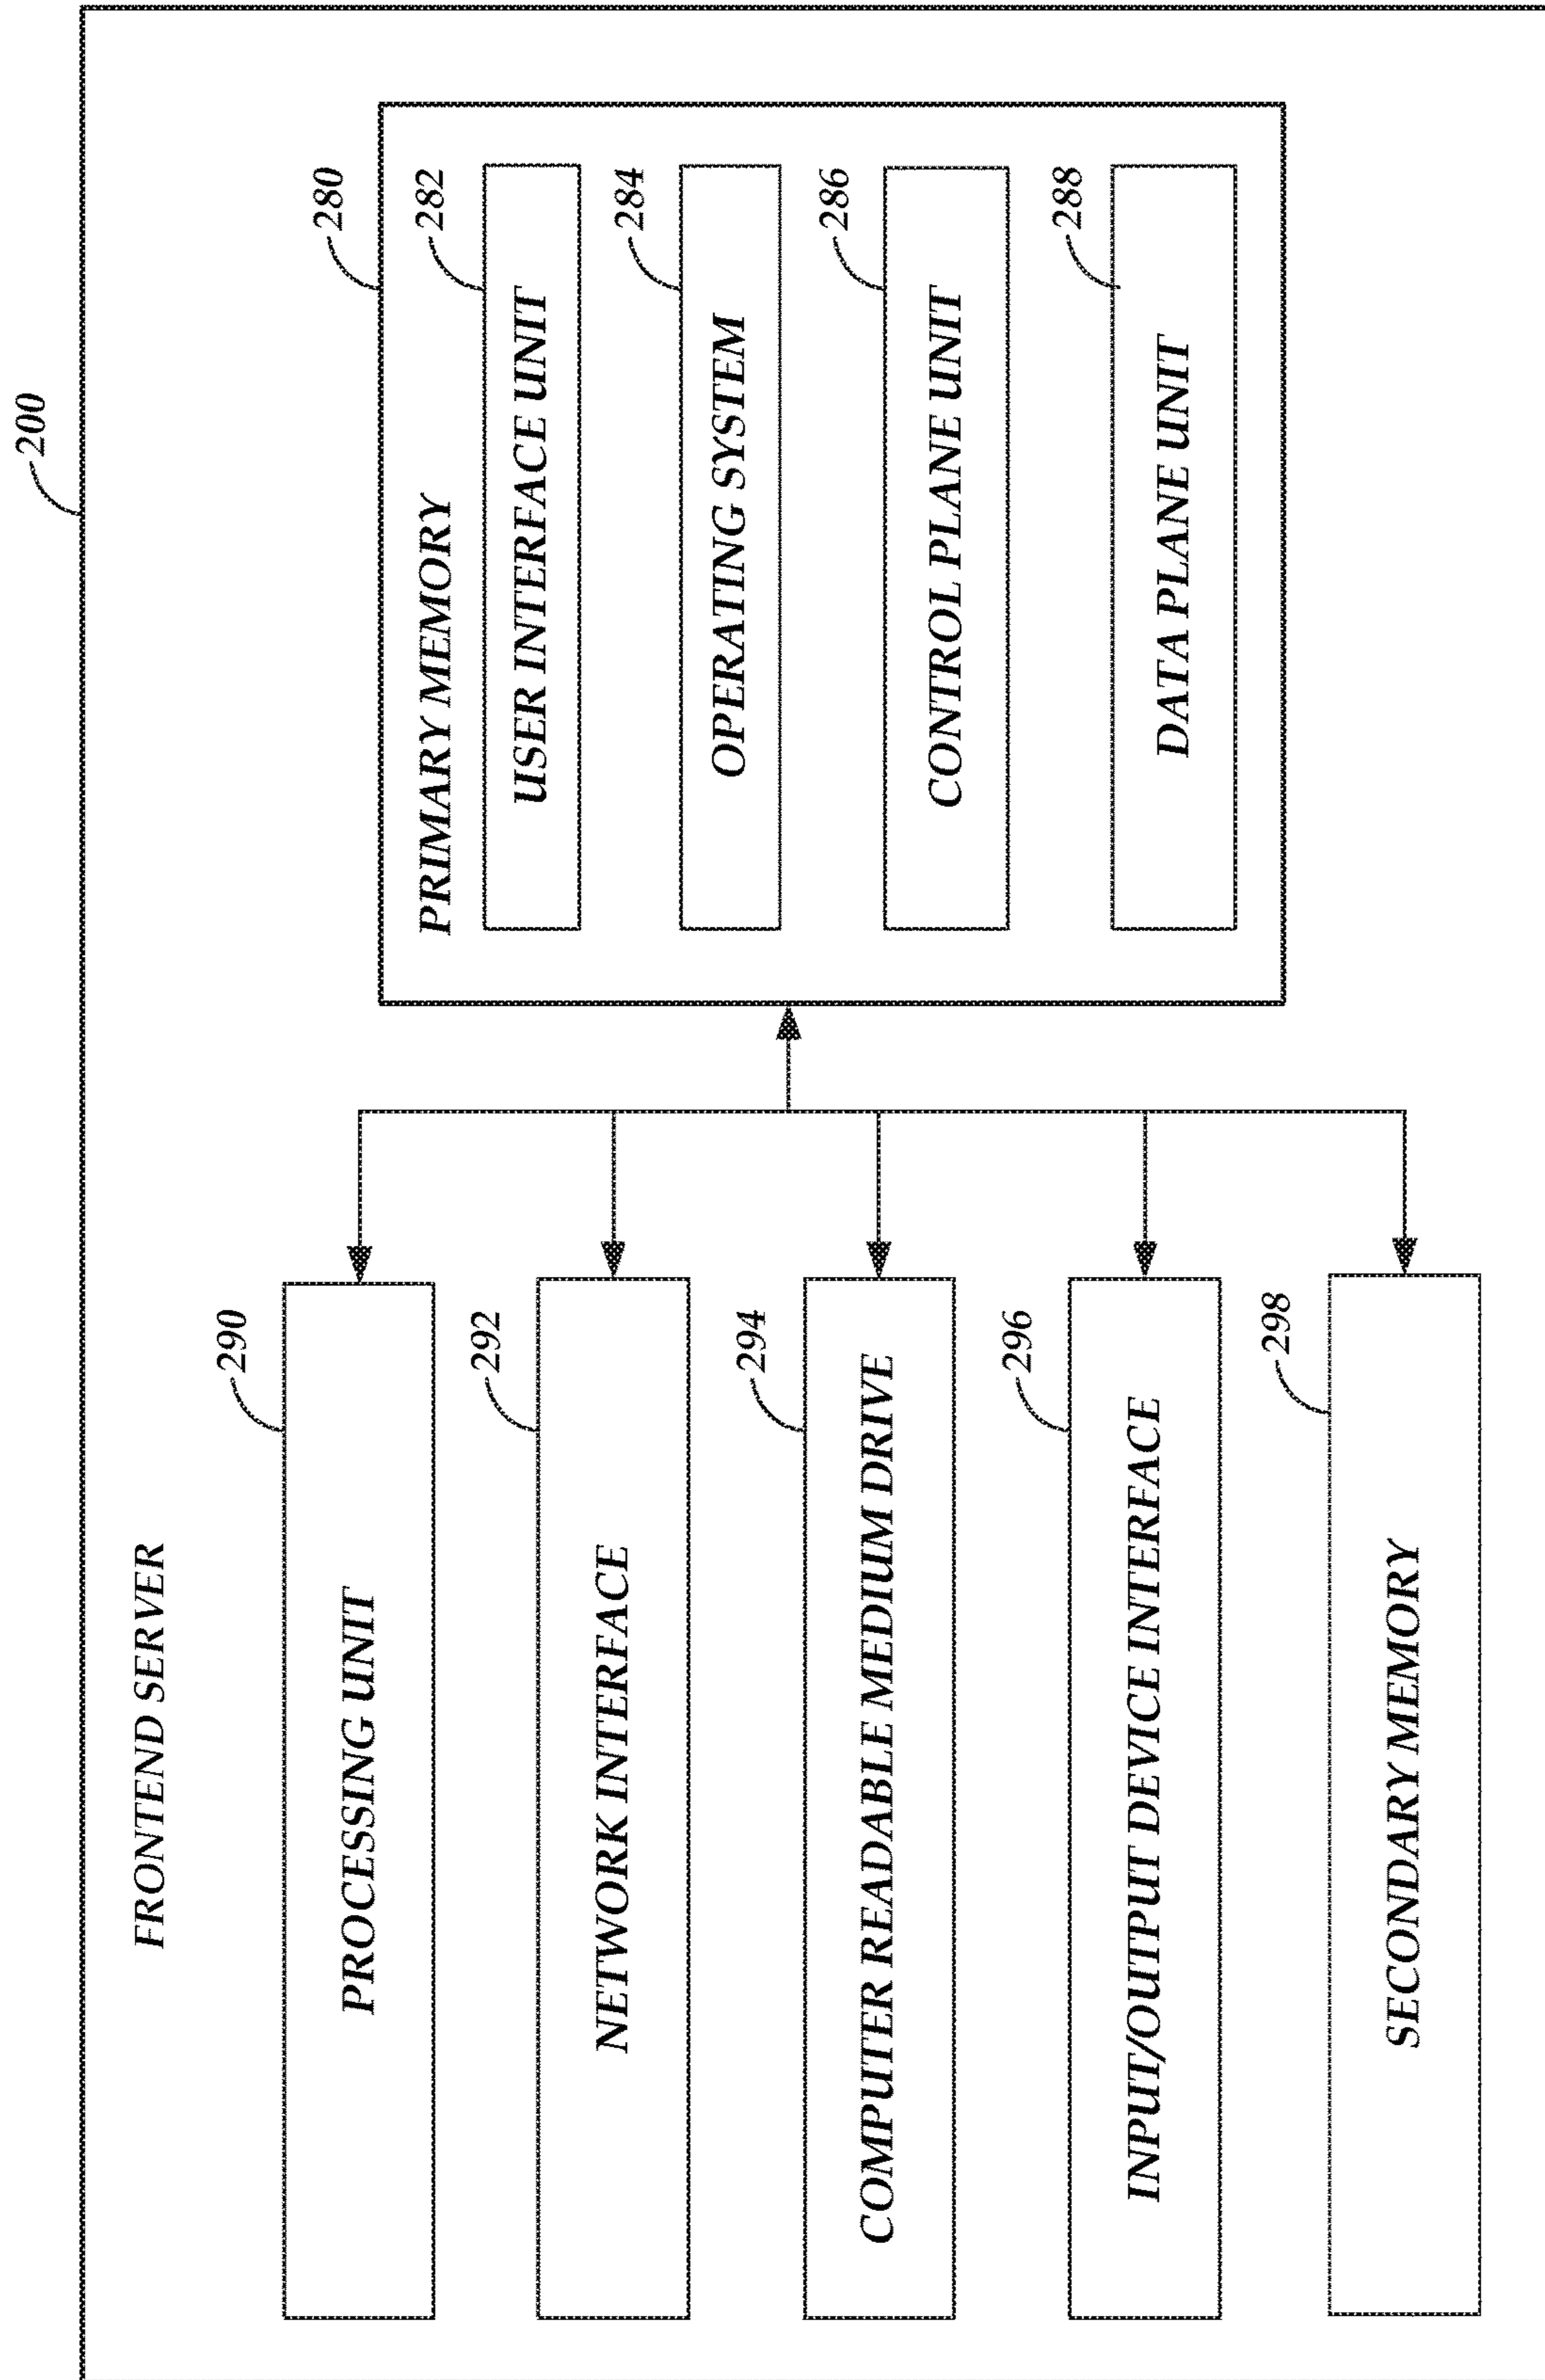 200
FRONTEND SERVER
290
PROCESSING UNIT
292
NETWORK INTERFACE
294
COMPUTER READABLE MEDIUM DRIVE
296
INPUT/OUTPUT DEVICE INTERFACE
298
SECONDARY MEMORY
280
PRIMARY MEMORY
282
USER INTERFACE UNIT
284
OPERATING SYSTEM
286
CONTROL PLANE UNIT
288
DATA PLANE UNIT